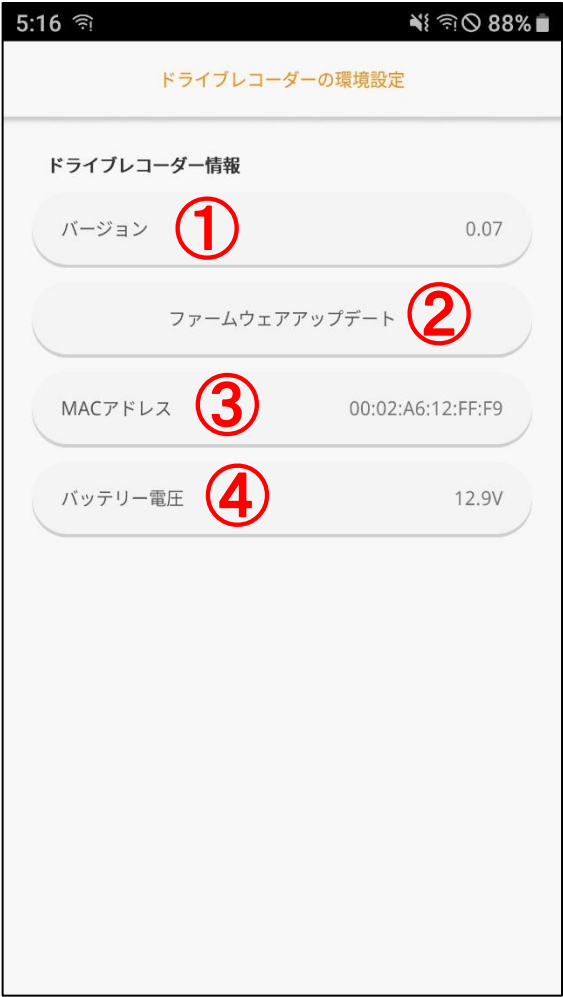 5:16 88%
ドライブレコーダーの環境設定
ドライブレコーダー情報
バージョン ① 0.07
ファームウェアアップデート ②
MACアドレス ③ 00:02:A6:12:FF:F9
バッテリー電圧 ④ 12.9V